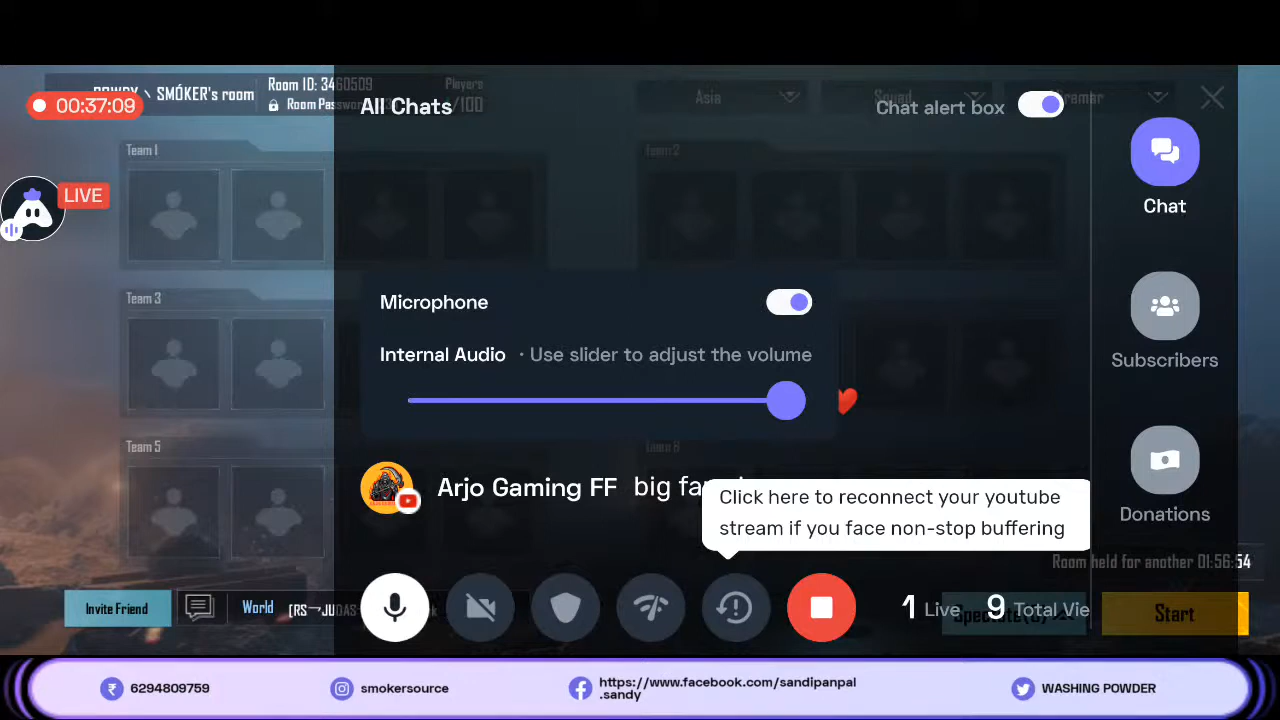 SMÓKER's room
Room ID: 3460509
Room Pas
Players
/100
00:37:09
All Chats
Asia
Squad
Miramar
Chat alert box
Team 1
Team 2
LIVE
Chat
Team 3
Microphone
Internal Audio · Use slider to adjust the volume
Subscribers
Team 5
Arjo Gaming FF big fa
Click here to reconnect your youtube
stream if you face non-stop buffering
Donations
Room held for another 01:56:54
Invite Friend
World
1 Live 9 Total Vie
Start
6294809759
smokersource
https://www.facebook.com/sandipanpal
.sandy
WASHING POWDER